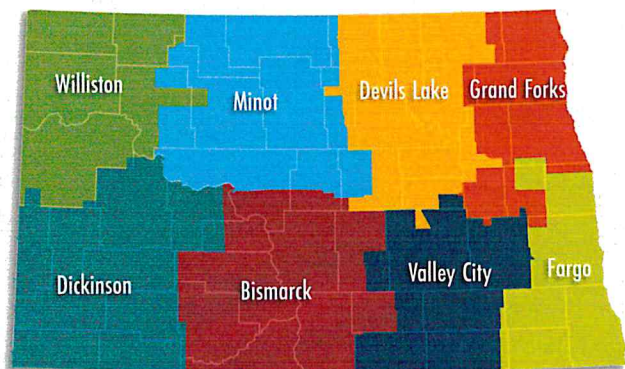 Williston
Minot
Devils Lake
Grand Forks
Dickinson
Bismarck
Valley City
Fargo